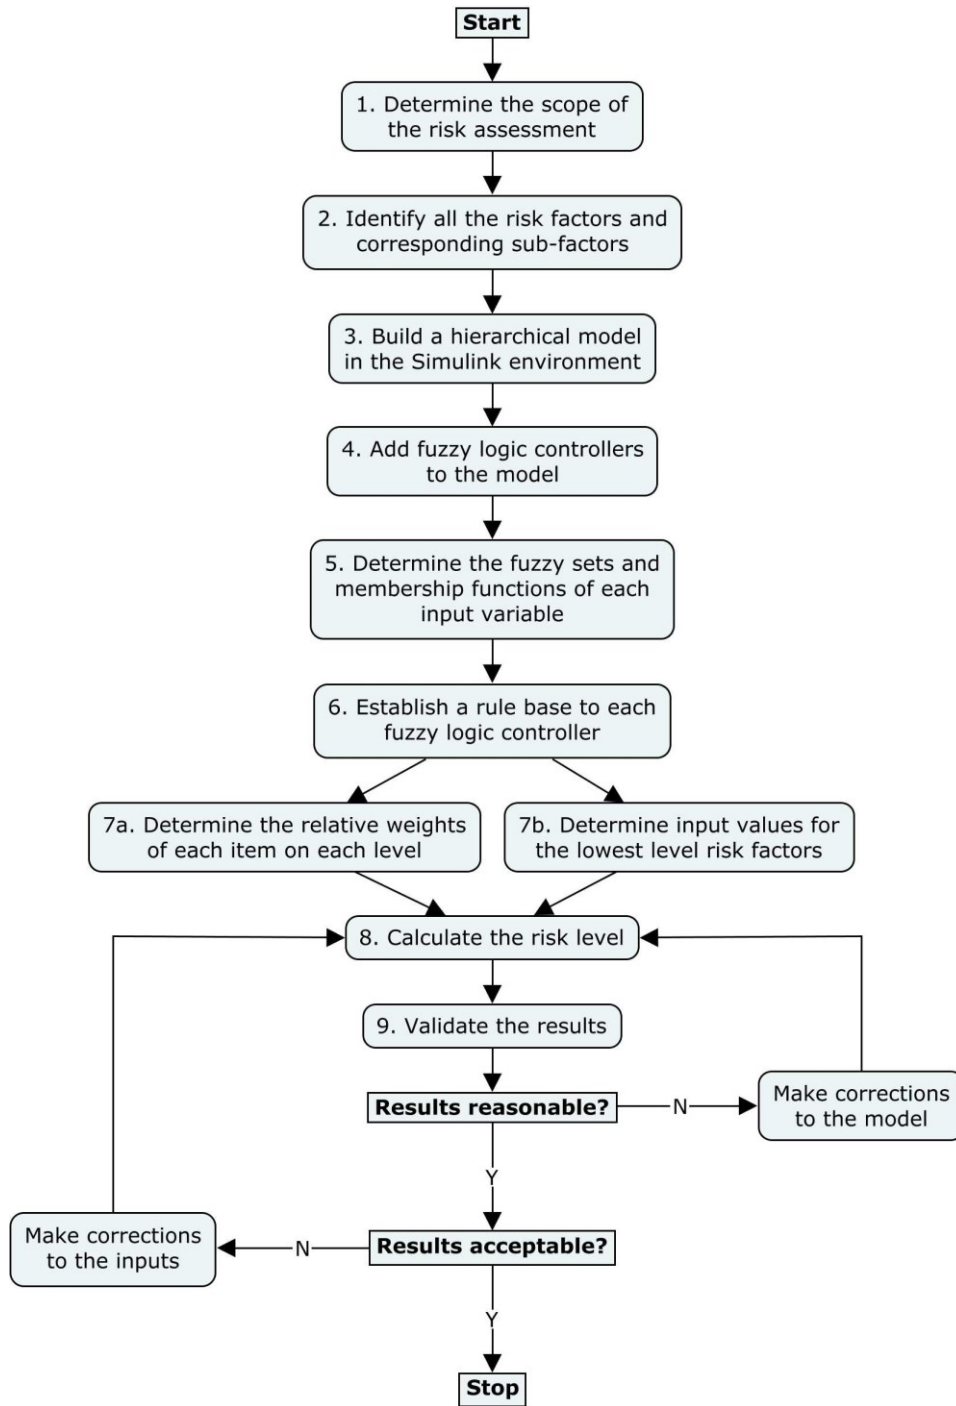 Start
1. Determine the scope of
the risk assessment
2. Identify all the risk factors and
corresponding sub-factors
3. Build a hierarchical model
in the Simulink environment
4. Add fuzzy logic controllers
to the model
5. Determine the fuzzy sets and
membership functions of each
input variable
6. Establish a rule base to each
fuzzy logic controller
7a. Determine the relative weights
of each item on each level
7b. Determine input values for
the lowest level risk factors
8. Calculate the risk level
9. Validate the results
Results reasonable?
N
Make corrections
to the model
Y
Results acceptable?
N
Make corrections
to the inputs
Y
Stop